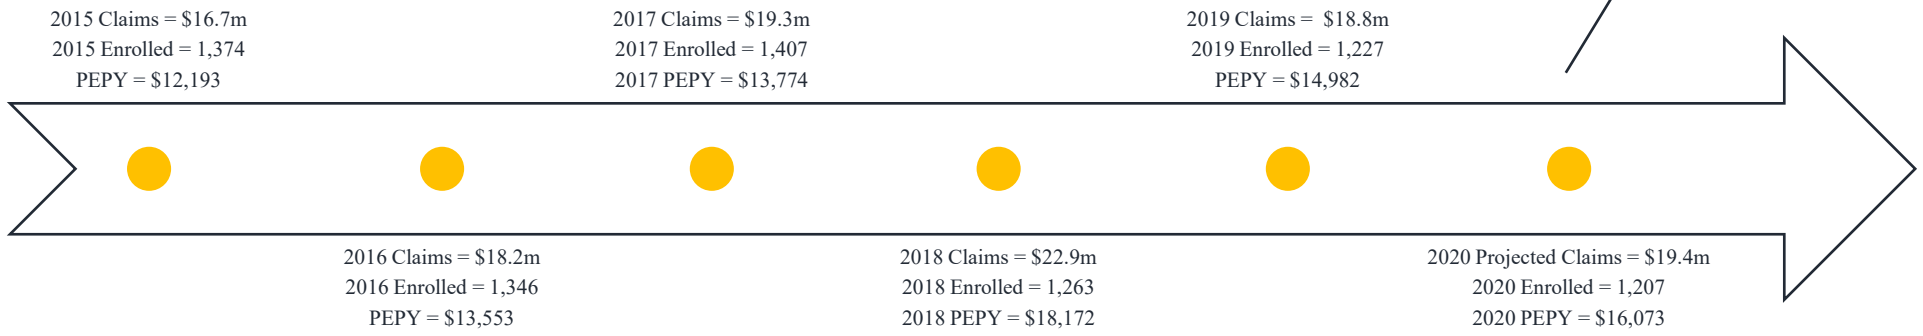 2015 Claims = $16.7m
2015 Enrolled = 1,374
PEPY = $12,193
2016 Claims = $18.2m
2016 Enrolled = 1,346
PEPY = $13,553
2017 Claims = $19.3m
2017 Enrolled = 1,407
2017 PEPY = $13,774
2018 Claims = $22.9m
2018 Enrolled = 1,263
2018 PEPY = $18,172
2019 Claims =  $18.8m
2019 Enrolled = 1,227
PEPY = $14,982
2020 Projected Claims = $19.4m
2020 Enrolled = 1,207
2020 PEPY = $16,073